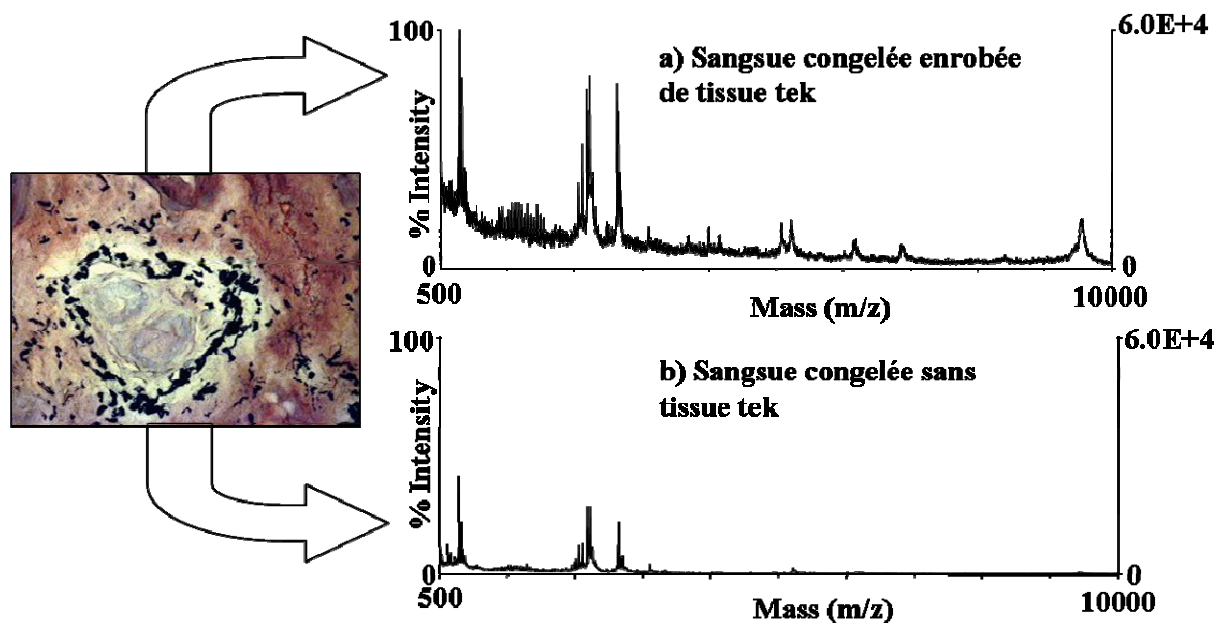 100
6.0E+4
a) Sangsue congelée enrobée
de tissue tek
% Intensity
0
0
500
Mass (m/z)
10000
100
6.0E+4
b) Sangsue congelée sans
tissue tek
% Intensity
0
0
500
Mass (m/z)
10000